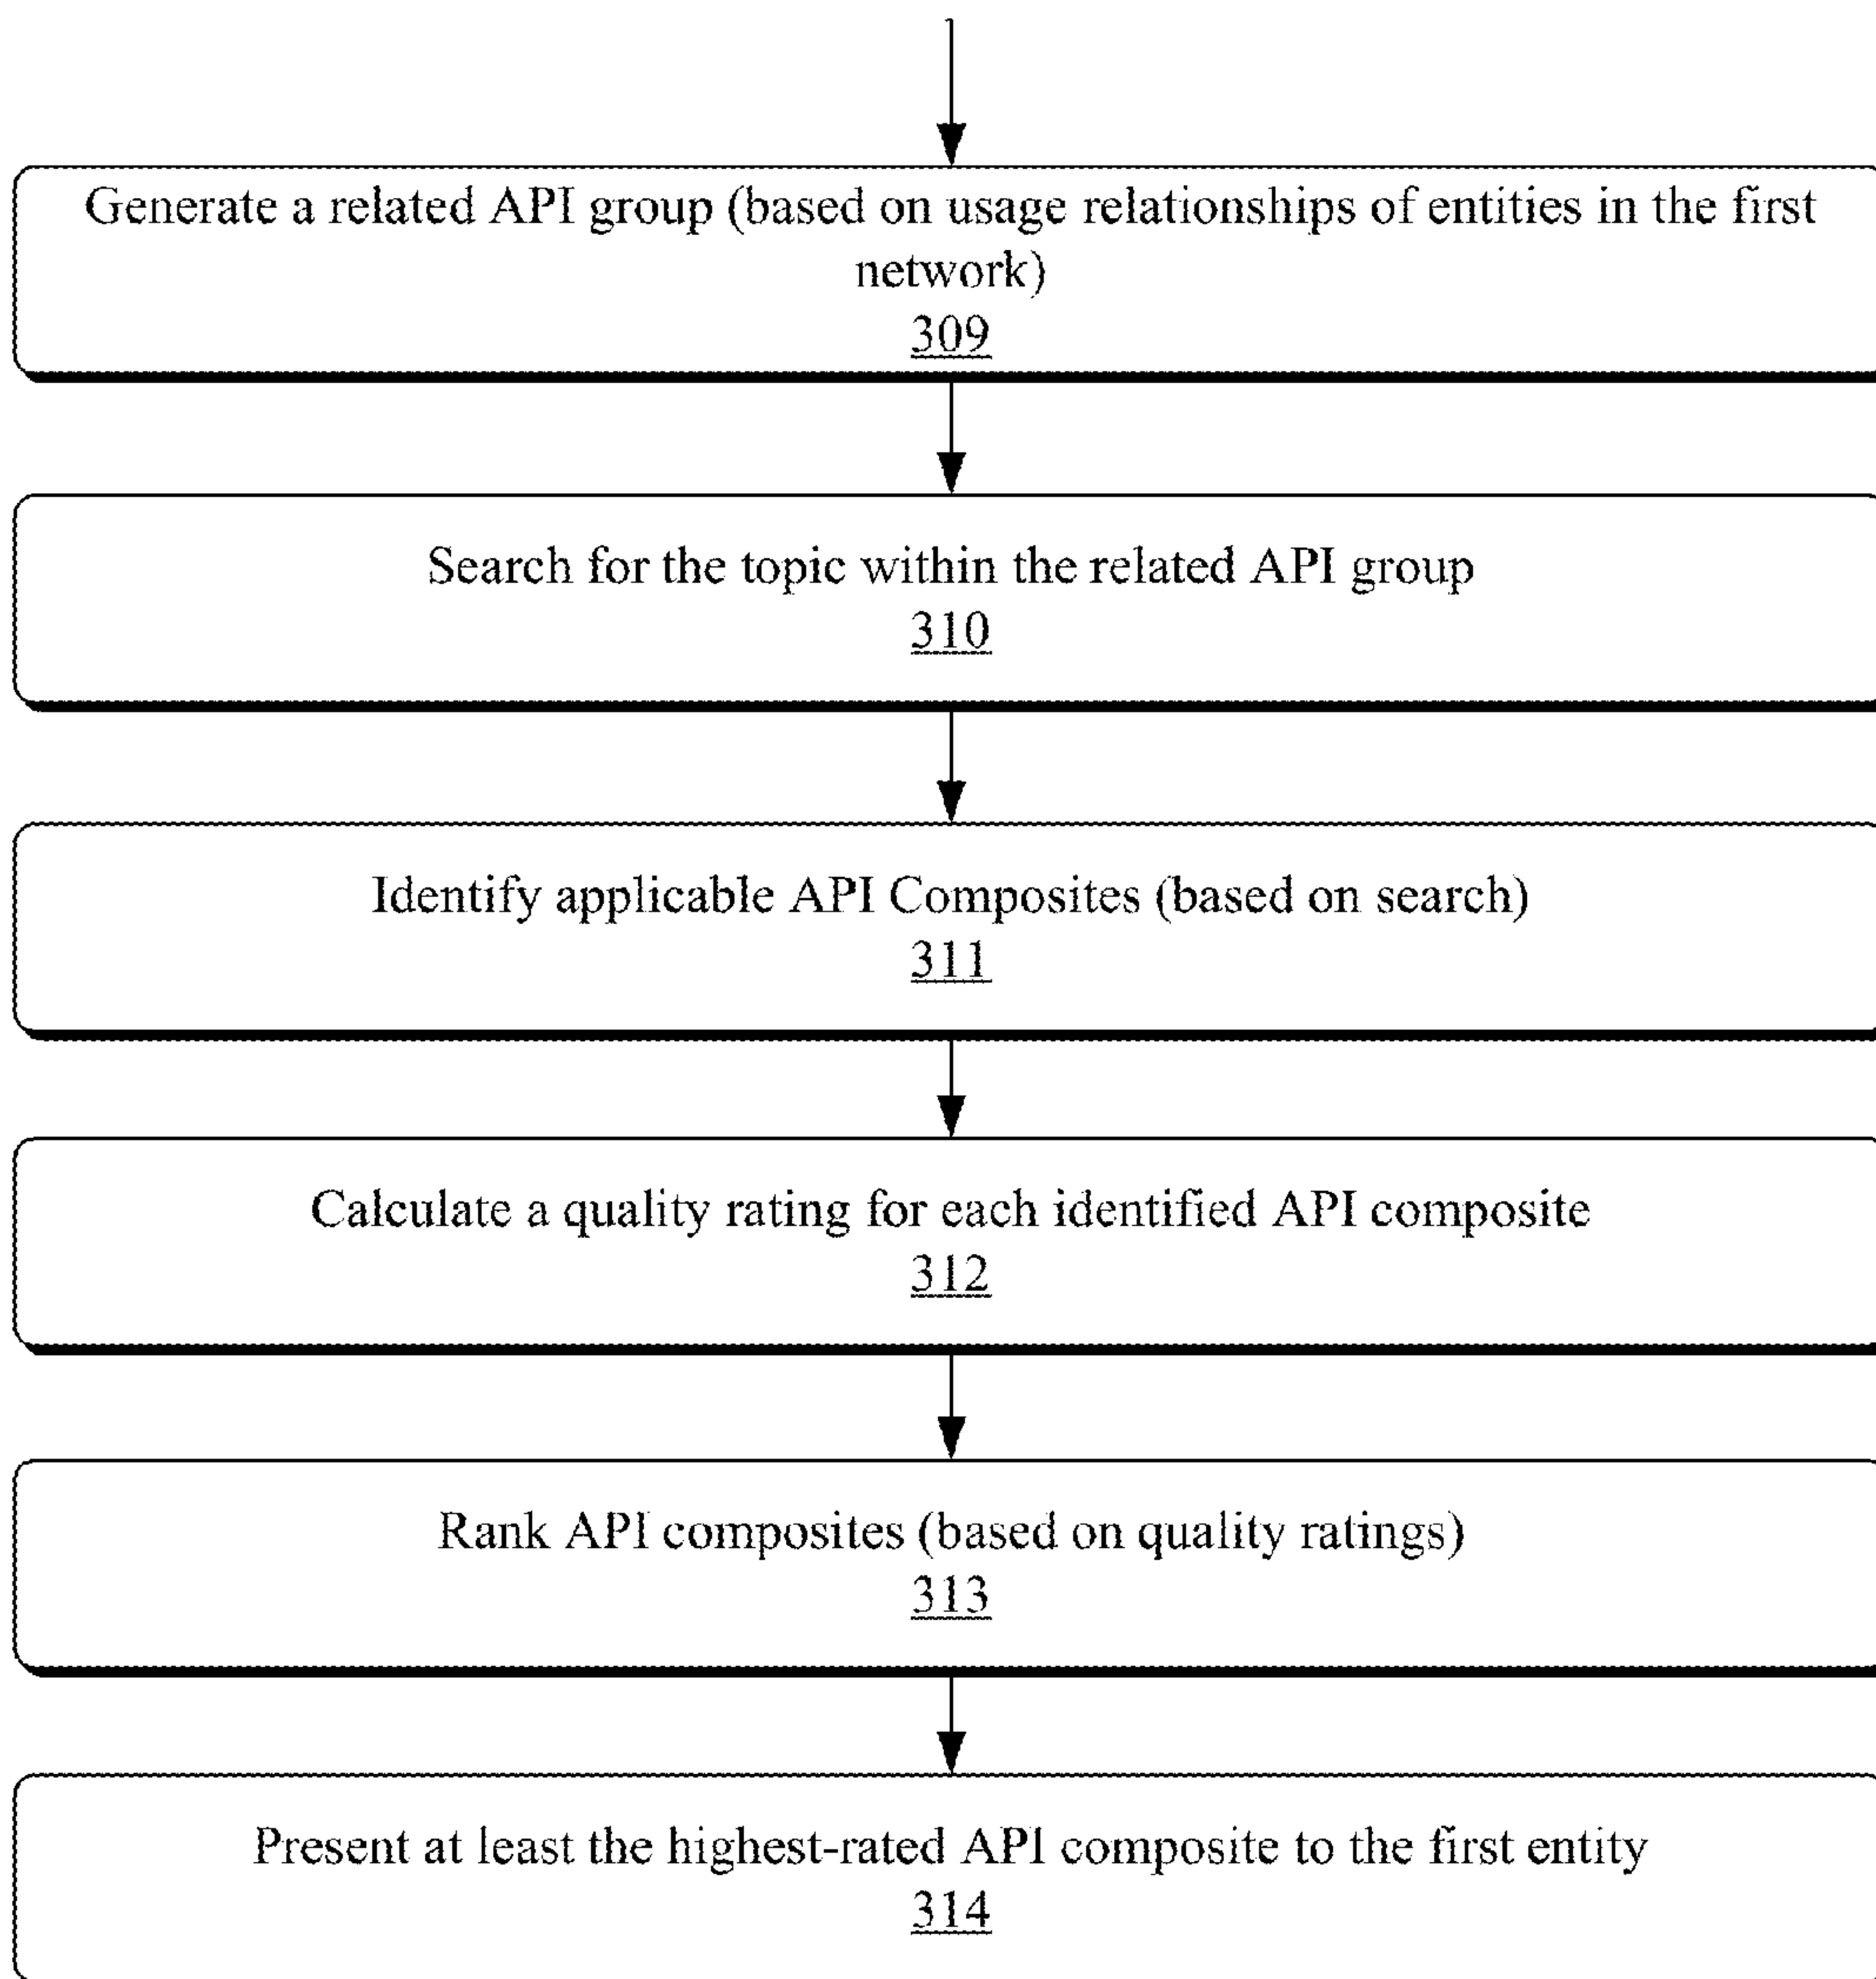 Generate a related API group (based on usage relationships of entities in the first
network)
309
Search for the topic within the related API group
310
Identify applicable API Composites (based on search)
311
Calculate a quality rating for each identified API composite
312
Rank API composites (based on quality ratings)
313
Present at least the highest-rated API composite to the first entity
314